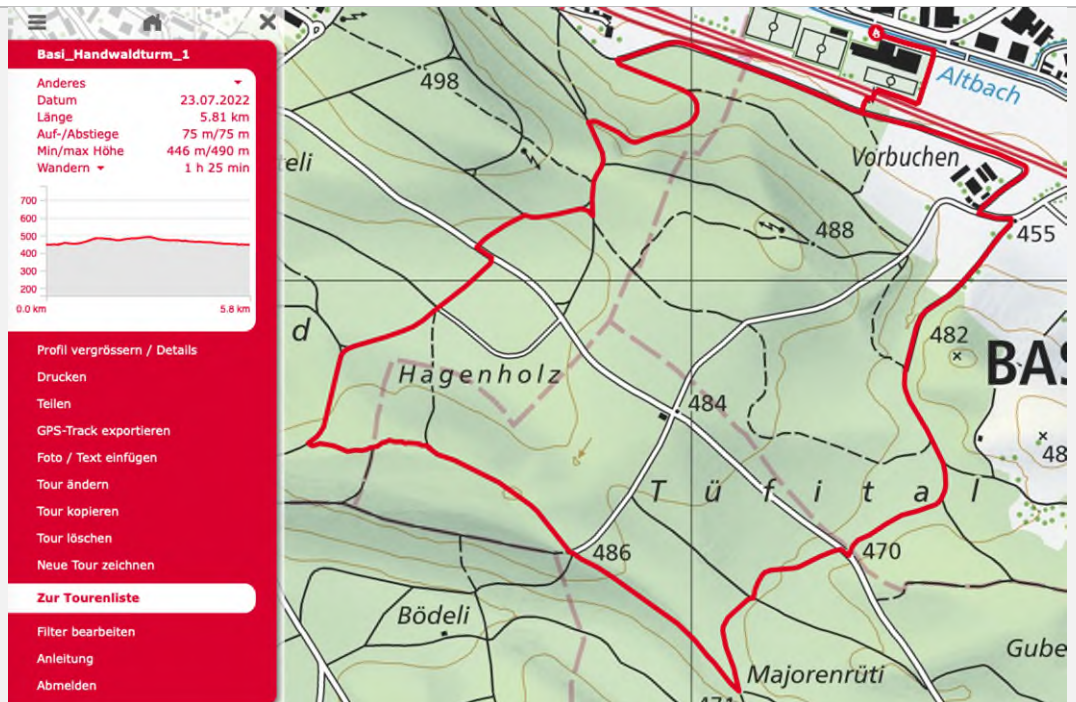 Basi_Handwaldturm_1
Anderes
Datum 23.07.2022
Länge 5.81 km
Auf-/Abstiege 75 m/75 m
Min/max Höhe 446 m/490 m
Wandern 1 h 25 min
700
600
500
400
300
200
0.0 km 5.8 km
Profil vergrössern / Details
Drucken
Teilen
GPS-Track exportieren
Foto / Text einfügen
Tour ändern
Tour kopieren
Tour löschen
Neue Tour zeichnen
Zur Tourenliste
Filter bearbeiten
Anleitung
Abmelden
498
Altbach
Vorbuchen
eli
488
455
d
482
BAS
Hagenholz
484
48
Tüfital
486
470
Bödeli
Gube
Majorenrüti